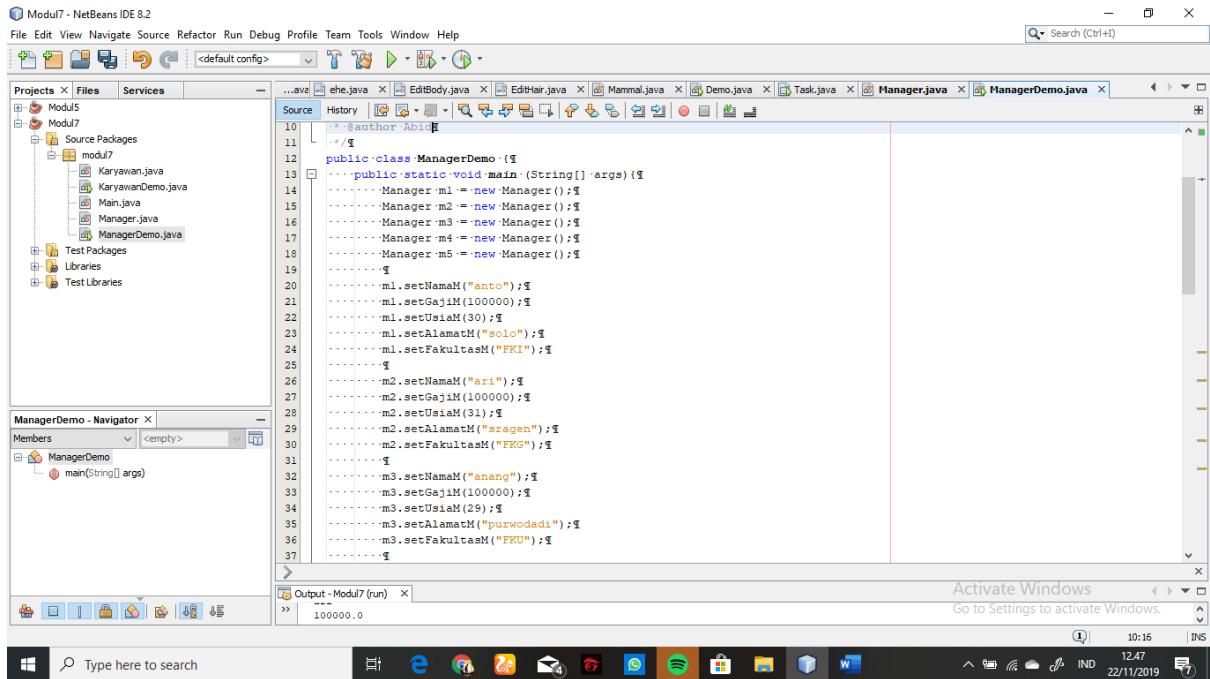 Modul7 - NetBeans IDE 8.2
File Edit View Navigate Source Refactor Run Debug Profile Team Tools Window Help
Search (Ctrl+I)
<default config>
Projects Files Services
...ava ehe.java EditBody.java EditHair.java Mammal.java Demo.java Task.java Manager.java ManagerDemo.java
Modul5
Modul7
Source Packages
modul7
Karyawan.java
KaryawanDemo.java
Main.java
Manager.java
ManagerDemo.java
Test Packages
Libraries
Test Libraries
Source History
10 ·*·@author·Abid¶
11 ·*/¶
12 public·class·ManagerDemo·{¶
13 ····public·static·void·main·(String[]·args){¶
14 ········Manager·m1·=·new·Manager();¶
15 ········Manager·m2·=·new·Manager();¶
16 ········Manager·m3·=·new·Manager();¶
17 ········Manager·m4·=·new·Manager();¶
18 ········Manager·m5·=·new·Manager();¶
19 ········¶
20 ········m1.setNamaM("anto");¶
21 ········m1.setGajiM(100000);¶
22 ········m1.setUsiaM(30);¶
23 ········m1.setAlamatM("solo");¶
24 ········m1.setFakultasM("FKI");¶
25 ········¶
26 ········m2.setNamaM("ari");¶
27 ········m2.setGajiM(100000);¶
28 ········m2.setUsiaM(31);¶
29 ········m2.setAlamatM("sragen");¶
30 ········m2.setFakultasM("FKG");¶
31 ········¶
32 ········m3.setNamaM("anang");¶
33 ········m3.setGajiM(100000);¶
34 ········m3.setUsiaM(29);¶
35 ········m3.setAlamatM("purwodadi");¶
36 ········m3.setFakultasM("FKU");¶
37 ········¶
ManagerDemo - Navigator
Members <empty>
ManagerDemo
main(String[] args)
Output - Modul7 (run)
100000.0
Activate Windows
Go to Settings to activate Windows.
1 10:16 INS
Type here to search
IND
12.47
22/11/2019